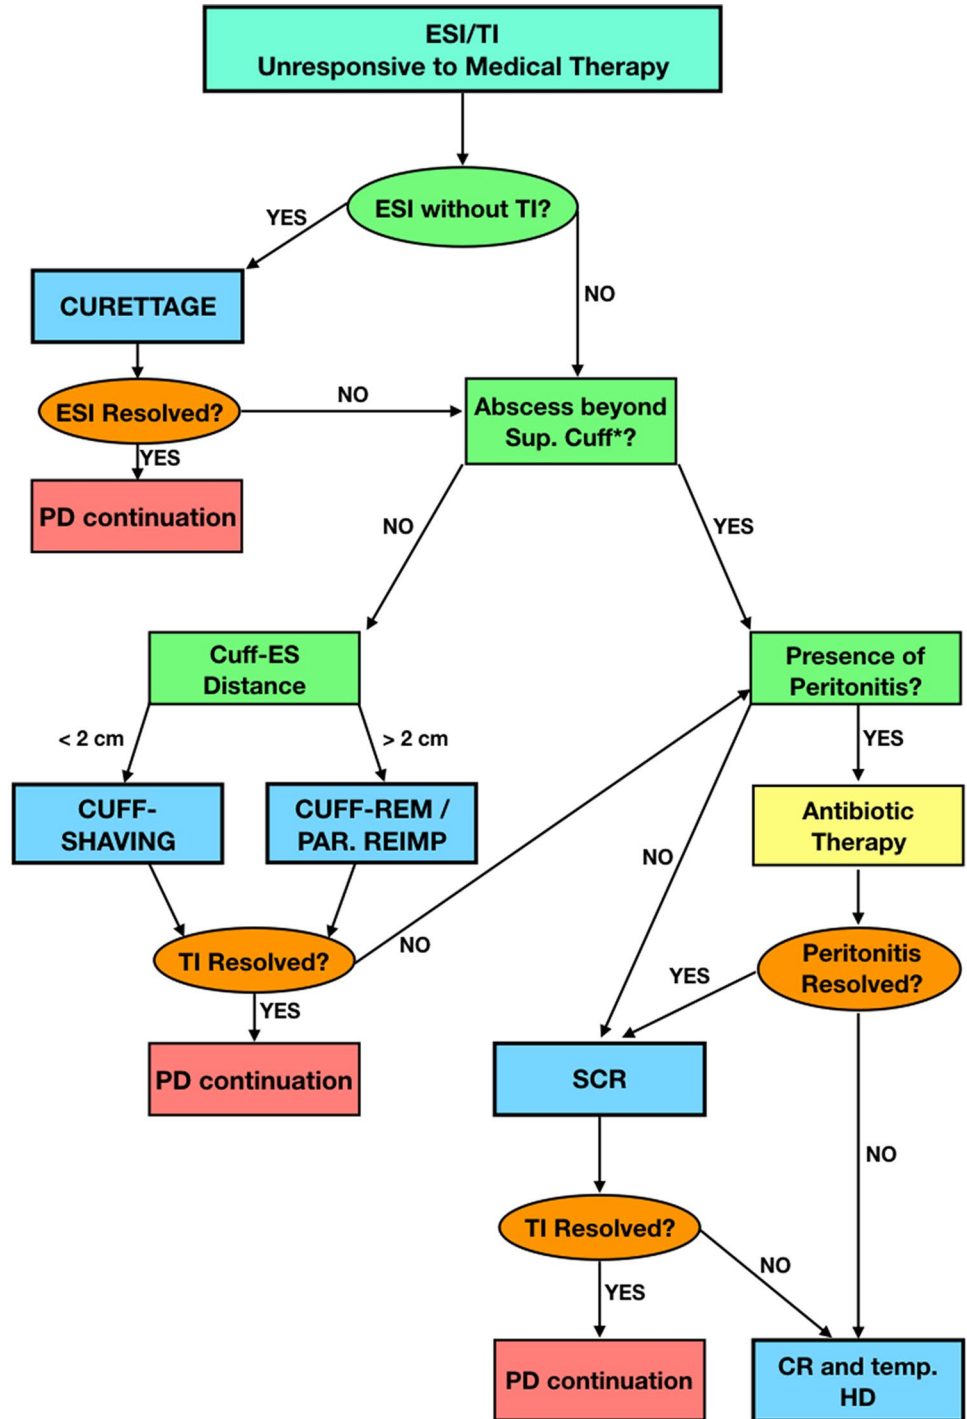 ESI/TI
Unresponsive to Medical Therapy
ESI without TI?
YES
NO
CURETTAGE
ESI Resolved?
NO
YES
PD continuation
Abscess beyond
Sup. Cuff*?
NO
YES
Cuff-ES
Distance
< 2 cm
> 2 cm
CUFF-
SHAVING
CUFF-REM /
PAR. REIMP
TI Resolved?
NO
YES
PD continuation
Presence of
Peritonitis?
YES
NO
Antibiotic
Therapy
Peritonitis
Resolved?
YES
NO
SCR
TI Resolved?
NO
YES
PD continuation
CR and temp.
HD